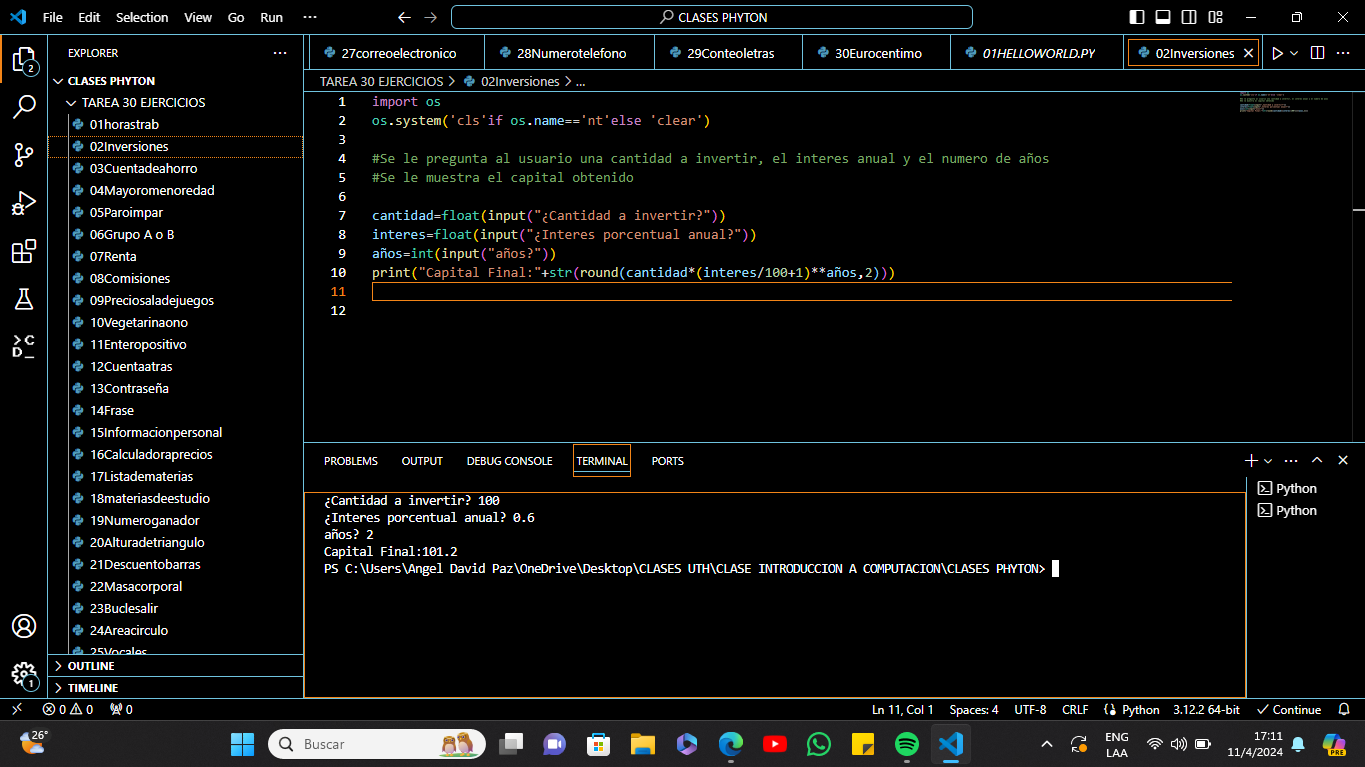 File Edit Selection View Go Run ···
CLASES PHYTON
EXPLORER ···
CLASES PHYTON
TAREA 30 EJERCICIOS
01horastrab
02Inversiones
03Cuentadeahorro
04Mayoromenoredad
05Paroimpar
06Grupo A o B
07Renta
08Comisiones
09Preciosaladejuegos
10Vegetarinaono
11Enteropositivo
12Cuentaatras
13Contraseña
14Frase
15Informacionpersonal
16Calculadoraprecios
17Listadematerias
18materiasdeestudio
19Numeroganador
20Alturadetriangulo
21Descuentobarras
22Masacorporal
23Buclesalir
24Areacirculo
25Vocales
OUTLINE
TIMELINE
2
1
27correoelectronico 28Numerotelefono 29Conteoletras 30Eurocentimo 01HELLOWORLD.PY 02Inversiones
TAREA 30 EJERCICIOS > 02Inversiones > ...
1 import os
2 os.system('cls'if os.name=='nt'else 'clear')
3
4 #Se le pregunta al usuario una cantidad a invertir, el interes anual y el numero de años
5 #Se le muestra el capital obtenido
6
7 cantidad=float(input("¿Cantidad a invertir?"))
8 interes=float(input("¿Interes porcentual anual?"))
9 años=int(input("años?"))
10 print("Capital Final:"+str(round(cantidad*(interes/100+1)**años,2)))
11
12
PROBLEMS OUTPUT DEBUG CONSOLE TERMINAL PORTS
¿Cantidad a invertir? 100
¿Interes porcentual anual? 0.6
años? 2
Capital Final:101.2
PS C:\Users\Angel David Paz\OneDrive\Desktop\CLASES UTH\CLASE INTRODUCCION A COMPUTACION\CLASES PHYTON>
Python
Python
0 0 0 Ln 11, Col 1 Spaces: 4 UTF-8 CRLF Python 3.12.2 64-bit Continue
26°
Buscar
ENG
LAA
17:11
11/4/2024
PRE